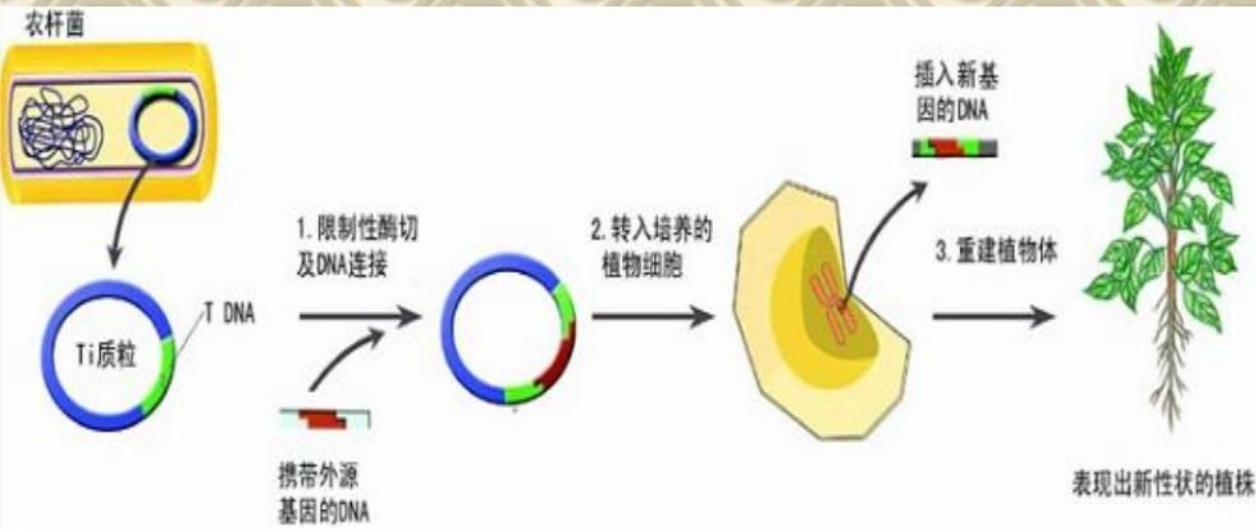 农杆菌
Ti质粒
T DNA
1.限制性酶切
及DNA连接
携带外源
基因的DNA
2.转入培养的
植物细胞
插入新基
因的DNA
3.重建植物体
表现出新性状的植株